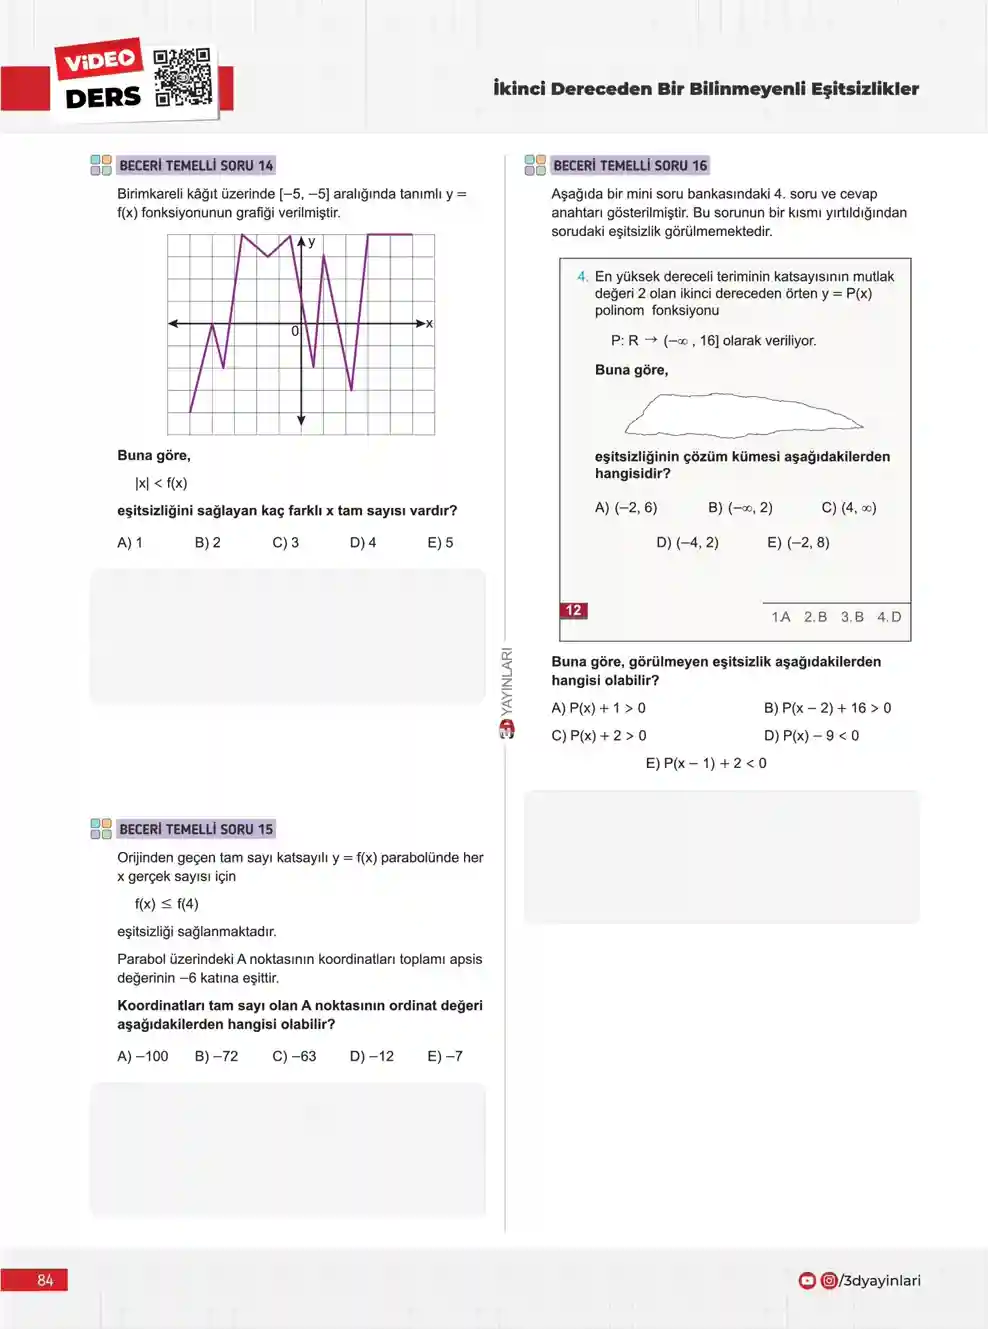 VİDEO
DERS
İkinci Dereceden Bir Bilinmeyenli Eşitsizlikler
BECERİ TEMELLİ SORU 14
Birimkareli kâğıt üzerinde [−5, −5] aralığında tanımlı y =
f(x) fonksiyonunun grafiği verilmiştir.
y
x
0
Buna göre,
|x| < f(x)
eşitsizliğini sağlayan kaç farklı x tam sayısı vardır?
A) 1 B) 2 C) 3 D) 4 E) 5
BECERİ TEMELLİ SORU 15
Orijinden geçen tam sayı katsayılı y = f(x) parabolünde her
x gerçek sayısı için
f(x) ≤ f(4)
eşitsizliği sağlanmaktadır.
Parabol üzerindeki A noktasının koordinatları toplamı apsis
değerinin −6 katına eşittir.
Koordinatları tam sayı olan A noktasının ordinat değeri
aşağıdakilerden hangisi olabilir?
A) −100 B) −72 C) −63 D) −12 E) −7
3D YAYINLARI
BECERİ TEMELLİ SORU 16
Aşağıda bir mini soru bankasındaki 4. soru ve cevap
anahtarı gösterilmiştir. Bu sorunun bir kısmı yırtıldığından
sorudaki eşitsizlik görülmemektedir.
4. En yüksek dereceli teriminin katsayısının mutlak
değeri 2 olan ikinci dereceden örten y = P(x)
polinom fonksiyonu
P: R → (−∞ , 16] olarak veriliyor.
Buna göre,
eşitsizliğinin çözüm kümesi aşağıdakilerden
hangisidir?
A) (−2, 6) B) (−∞, 2) C) (4, ∞)
D) (−4, 2) E) (−2, 8)
12
1.A 2.B 3.B 4.D
Buna göre, görülmeyen eşitsizlik aşağıdakilerden
hangisi olabilir?
A) P(x) + 1 > 0 B) P(x − 2) + 16 > 0
C) P(x) + 2 > 0 D) P(x) − 9 < 0
E) P(x − 1) + 2 < 0
84
/3dyayinlari